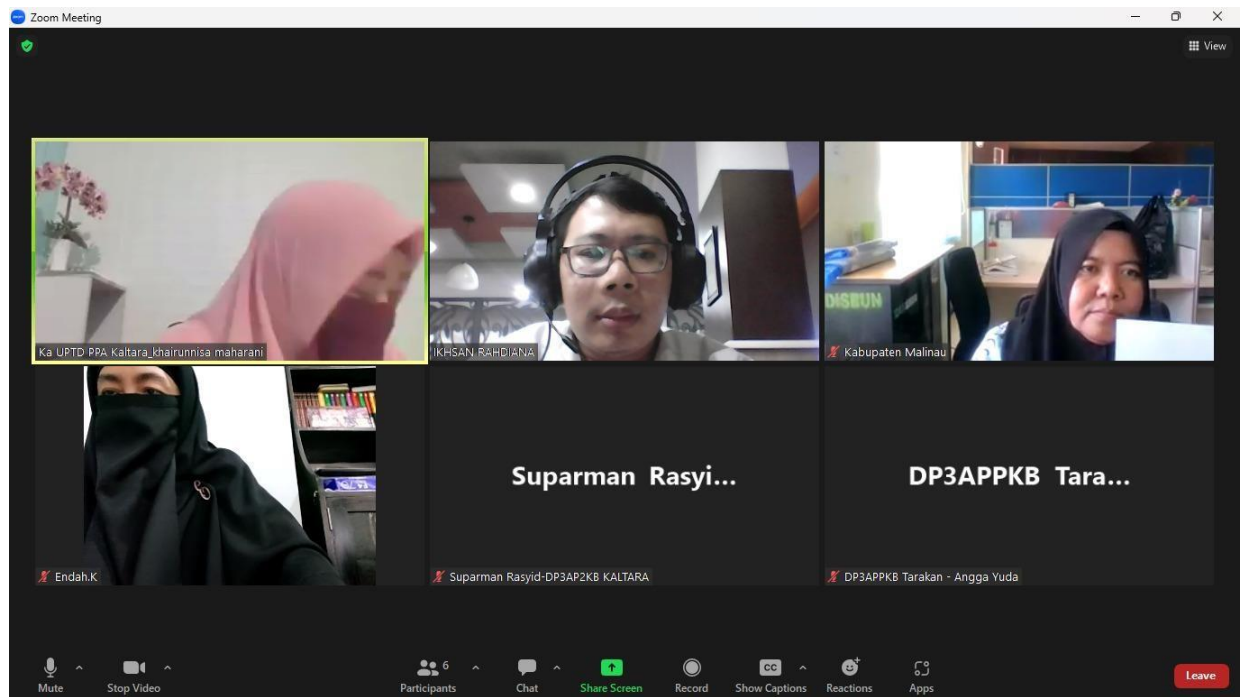 Zoom Meeting
View
Ka UPTD PPA Kaltara_khairunnisa maharani
IKHSAN RAHDIANA
DISBUN
Kabupaten Malinau
Endah.K
Suparman Rasyi...
Suparman Rasyid-DP3AP2KB KALTARA
DP3APPKB Tara...
DP3APPKB Tarakan - Angga Yuda
Mute
Stop Video
6
Participants
Chat
Share Screen
Record
CC
Show Captions
Reactions
Apps
Leave